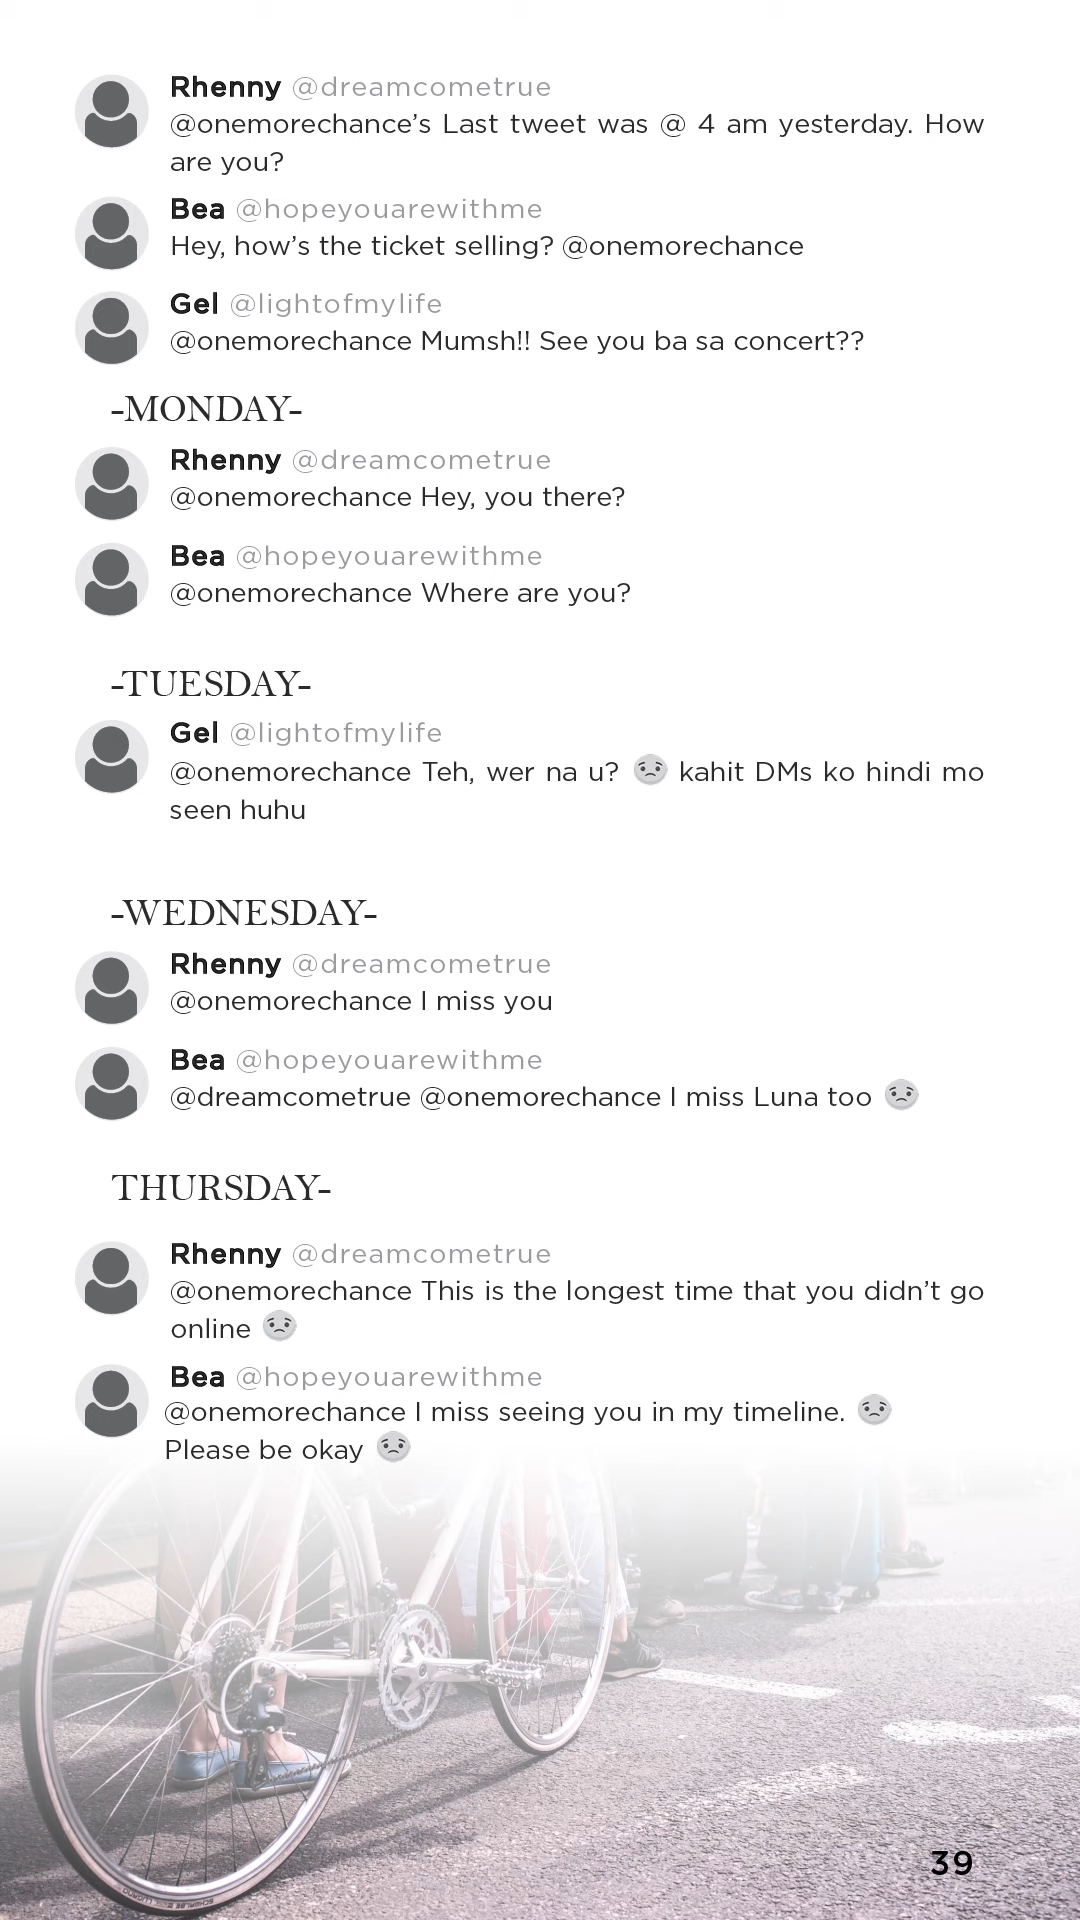 Rhenny @dreamcometrue
@onemorechance’s Last tweet was @ 4 am yesterday. How
are you?
Bea @hopeyouarewithme
Hey, how’s the ticket selling? @onemorechance
Gel @lightofmylife
@onemorechance Mumsh!! See you ba sa concert??
-MONDAY-
Rhenny @dreamcometrue
@onemorechance Hey, you there?
Bea @hopeyouarewithme
@onemorechance Where are you?
-TUESDAY-
Gel @lightofmylife
@onemorechance Teh, wer na u? 😟 kahit DMs ko hindi mo
seen huhu
-WEDNESDAY-
Rhenny @dreamcometrue
@onemorechance I miss you
Bea @hopeyouarewithme
@dreamcometrue @onemorechance I miss Luna too 😟
THURSDAY-
Rhenny @dreamcometrue
@onemorechance This is the longest time that you didn’t go
online 😟
Bea @hopeyouarewithme
@onemorechance I miss seeing you in my timeline. 😟
Please be okay 😟
39